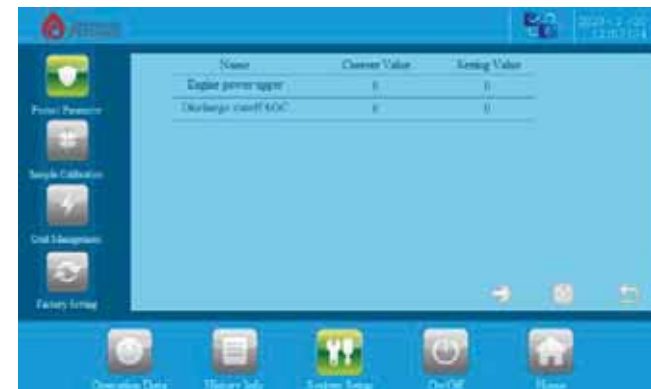 Name Current Value Setting Value
Engine power upper 0 0
Discharge cutoff SOC 0 0
Protect Parameter
Sample Calibration
Grid Management
Factory Setting
Operation Data History Info System Setup On/Off Home